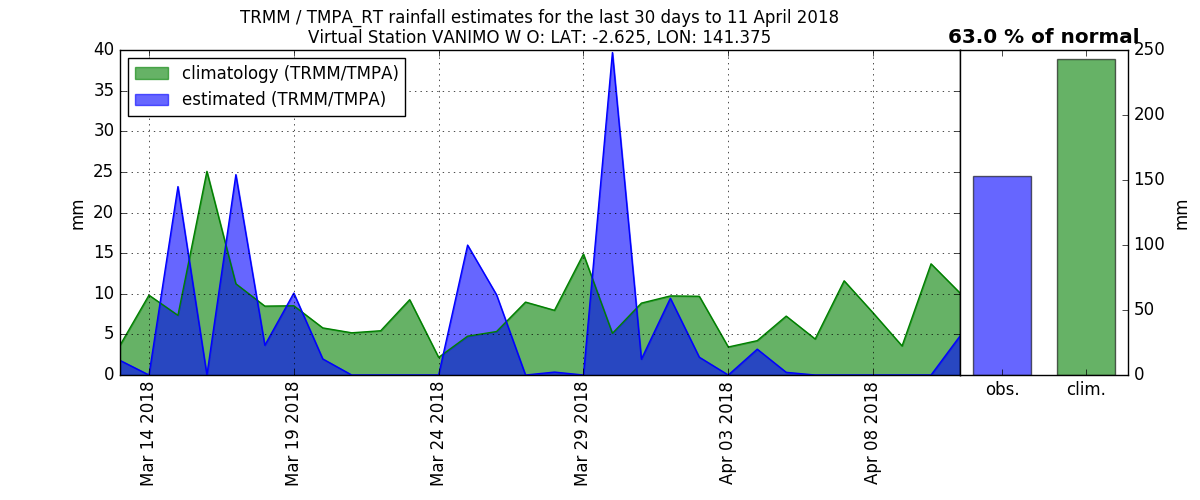 TRMM / TMPA_RT rainfall estimates for the last 30 days to 11 April 2018
Virtual Station VANIMO W O: LAT: -2.625, LON: 141.375
63.0 % of normal
climatology (TRMM/TMPA)
estimated (TRMM/TMPA)
40
35
30
25
20
15
10
5
0
mm
Mar 14 2018
Mar 19 2018
Mar 24 2018
Mar 29 2018
Apr 03 2018
Apr 08 2018
250
200
150
100
50
0
mm
obs.
clim.